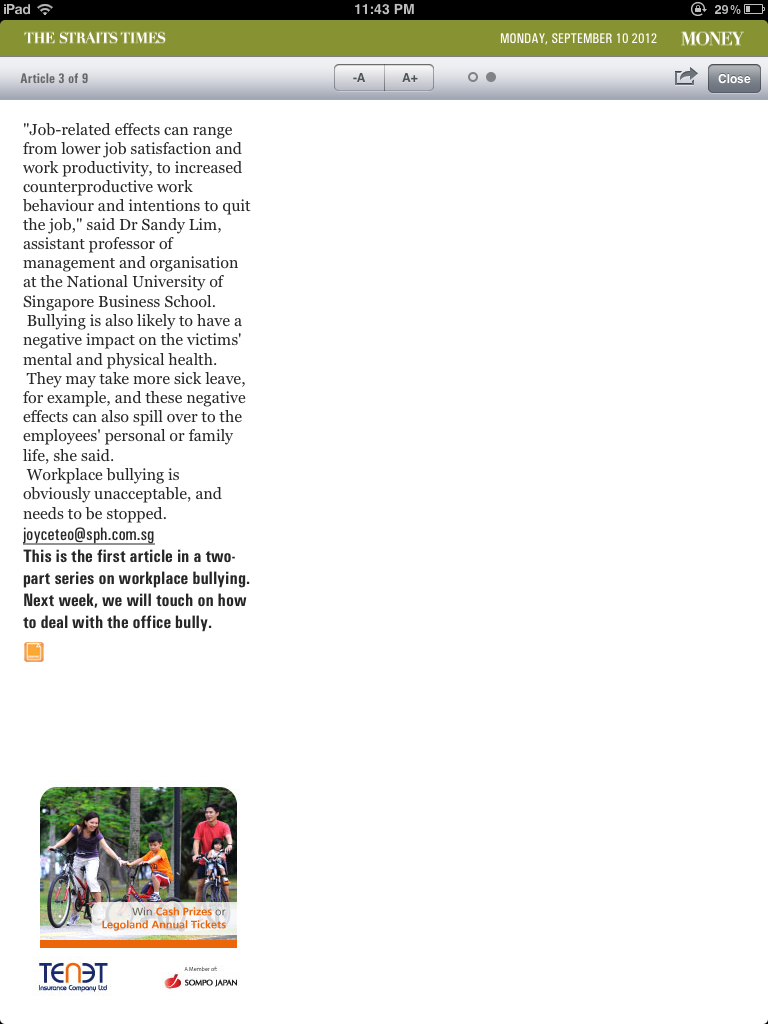 iPad
11:43 PM
29%
THE STRAITS TIMES
MONDAY, SEPTEMBER 10 2012
MONEY
Article 3 of 9
-A
A+
Close
"Job-related effects can range
from lower job satisfaction and
work productivity, to increased
counterproductive work
behaviour and intentions to quit
the job," said Dr Sandy Lim,
assistant professor of
management and organisation
at the National University of
Singapore Business School.
Bullying is also likely to have a
negative impact on the victims'
mental and physical health.
They may take more sick leave,
for example, and these negative
effects can also spill over to the
employees' personal or family
life, she said.
Workplace bullying is
obviously unacceptable, and
needs to be stopped.
joyceteo@sph.com.sg
This is the first article in a two-
part series on workplace bullying.
Next week, we will touch on how
to deal with the office bully.
Win Cash Prizes or
Legoland Annual Tickets
TENET
Insurance Company Ltd
A Member of:
SOMPO JAPAN